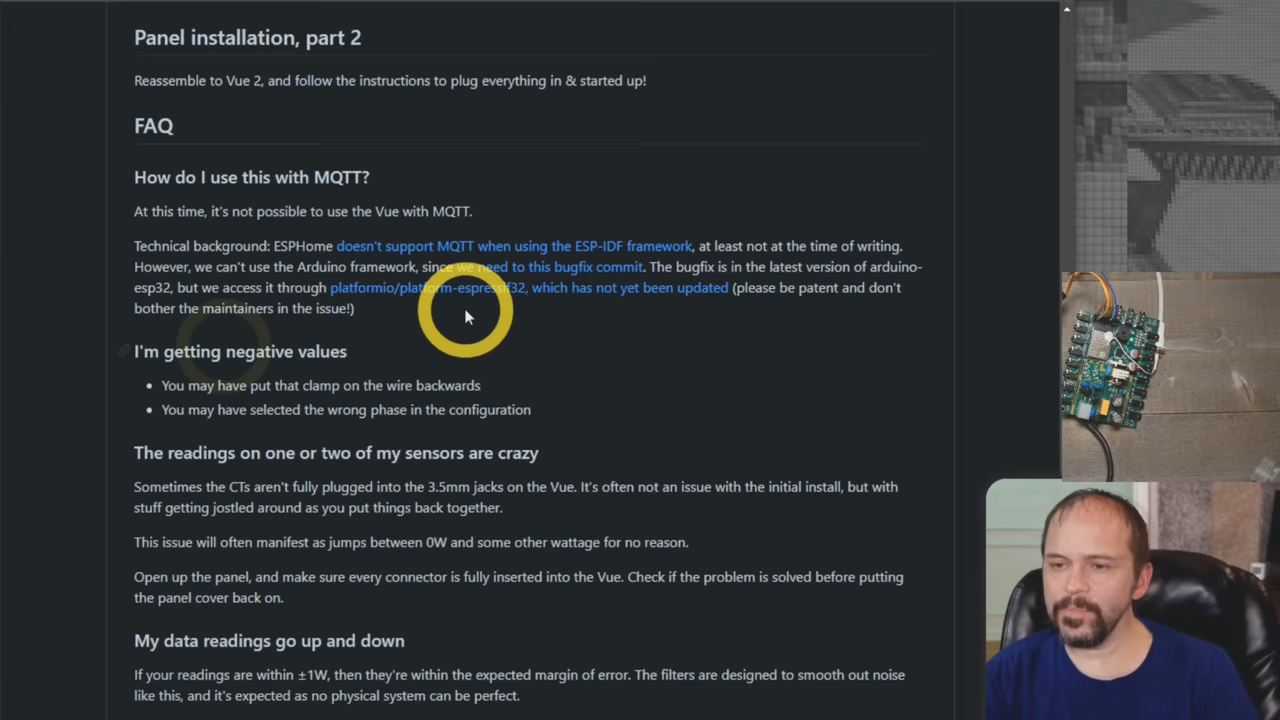 Panel installation, part 2
Reassemble to Vue 2, and follow the instructions to plug everything in & started up!
FAQ
How do I use this with MQTT?
At this time, it's not possible to use the Vue with MQTT.
Technical background: ESPHome doesn't support MQTT when using the ESP-IDF framework, at least not at the time of writing.
However, we can't use the Arduino framework, since we need to this bugfix commit. The bugfix is in the latest version of arduino-
esp32, but we access it through platformio/platform-espressif32, which has not yet been updated (please be patent and don't
bother the maintainers in the issue!)
I'm getting negative values
• You may have put that clamp on the wire backwards
• You may have selected the wrong phase in the configuration
The readings on one or two of my sensors are crazy
Sometimes the CTs aren't fully plugged into the 3.5mm jacks on the Vue. It's often not an issue with the initial install, but with
stuff getting jostled around as you put things back together.
This issue will often manifest as jumps between 0W and some other wattage for no reason.
Open up the panel, and make sure every connector is fully inserted into the Vue. Check if the problem is solved before putting
the panel cover back on.
My data readings go up and down
If your readings are within ±1W, then they're within the expected margin of error. The filters are designed to smooth out noise
like this, and it's expected as no physical system can be perfect.